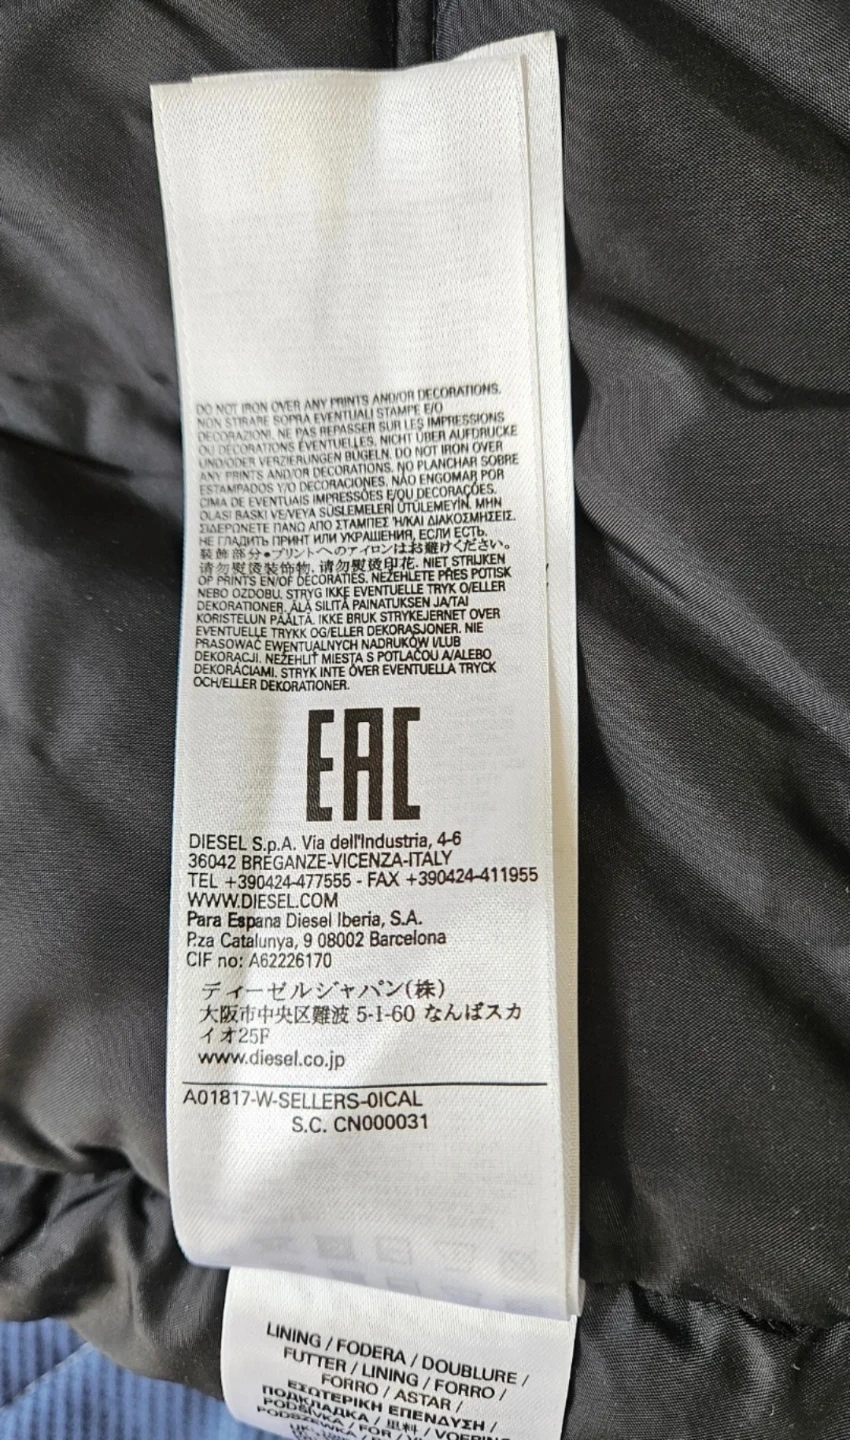 DO NOT IRON OVER ANY PRINTS AND/OR DECORATIONS.
NON STIRARE SOPRA EVENTUALI STAMPE E/O
DECORAZIONI. NE PAS REPASSER SUR LES IMPRESSIONS
OU DÉCORATIONS ÉVENTUELLES. NICHT ÜBER AUFDRUCKE
UND/ODER VERZIERUNGEN BÜGELN. DO NOT IRON OVER
ANY PRINTS AND/OR DECORATIONS. NO PLANCHAR SOBRE
ESTAMPADOS Y/O DECORACIONES. NÃO ENGOMAR POR
CIMA DE EVENTUAIS IMPRESSÕES E/OU DECORAÇÕES.
OLASI BASKI VE/VEYA SÜSLEMELERİ ÜTÜLEMEYİN. ΜΗΝ
ΣΙΔΕΡΩΝΕΤΕ ΠΑΝΩ ΑΠΟ ΣΤΑΜΠΕΣ Ή/ΚΑΙ ΔΙΑΚΟΣΜΗΣΕΙΣ.
НЕ ГЛАДИТЬ ПРИНТ ИЛИ УКРАШЕНИЯ, ЕСЛИ ЕСТЬ.
装飾部分●プリントへのアイロンはお避けください。
请勿熨烫装饰物. 请勿熨烫印花. NIET STRIJKEN
OP PRINTS EN/OF DECORATIES. NEŽEHLETE PŘES POTISK
NEBO OZDOBU. STRYG IKKE EVENTUELLE TRYK O/ELLER
DEKORATIONER. ÄLÄ SILITÄ PAINATUKSEN JA/TAI
KORISTELUN PÄÄLTÄ. IKKE BRUK STRYKEJERNET OVER
EVENTUELLE TRYKK OG/ELLER DEKORASJONER. NIE
PRASOWAĆ EWENTUALNYCH NADRUKÓW I/LUB
DEKORACJI. NEŽEHLIŤ MIESTA S POTLAČOU A/ALEBO
DEKORÁCIAMI. STRYK INTE ÖVER EVENTUELLA TRYCK
OCH/ELLER DEKORATIONER.
EAC
DIESEL S.p.A. Via dell'Industria, 4-6
36042 BREGANZE-VICENZA-ITALY
TEL +390424-477555 - FAX +390424-411955
WWW.DIESEL.COM
Para Espana Diesel Iberia, S.A.
P.za Catalunya, 9 08002 Barcelona
CIF no: A62226170
ディーゼルジャパン(株)
大阪市中央区難波 5-1-60 なんばスカ
イオ25F
www.diesel.co.jp
A01817-W-SELLERS-0ICAL
S.C. CN000031
LINING / FODERA / DOUBLURE /
FUTTER / LINING / FORRO /
FORRO / ASTAR /
ΕΣΩΤΕΡΙΚΗ ΕΠΕΝΔΥΣΗ /
ПОДКЛАДКА / 里料 / VOERING
PODŠÍVKA / FOR /
PODSZEWKA /